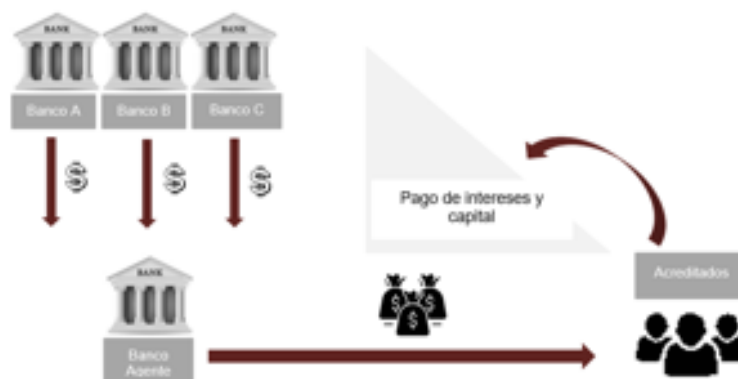 BANK
BANK
BANK
Banco A
Banco B
Banco C
$
$
$
Pago de intereses y
capital
Acreditados
BANK
$
$
$
Banco
Agente